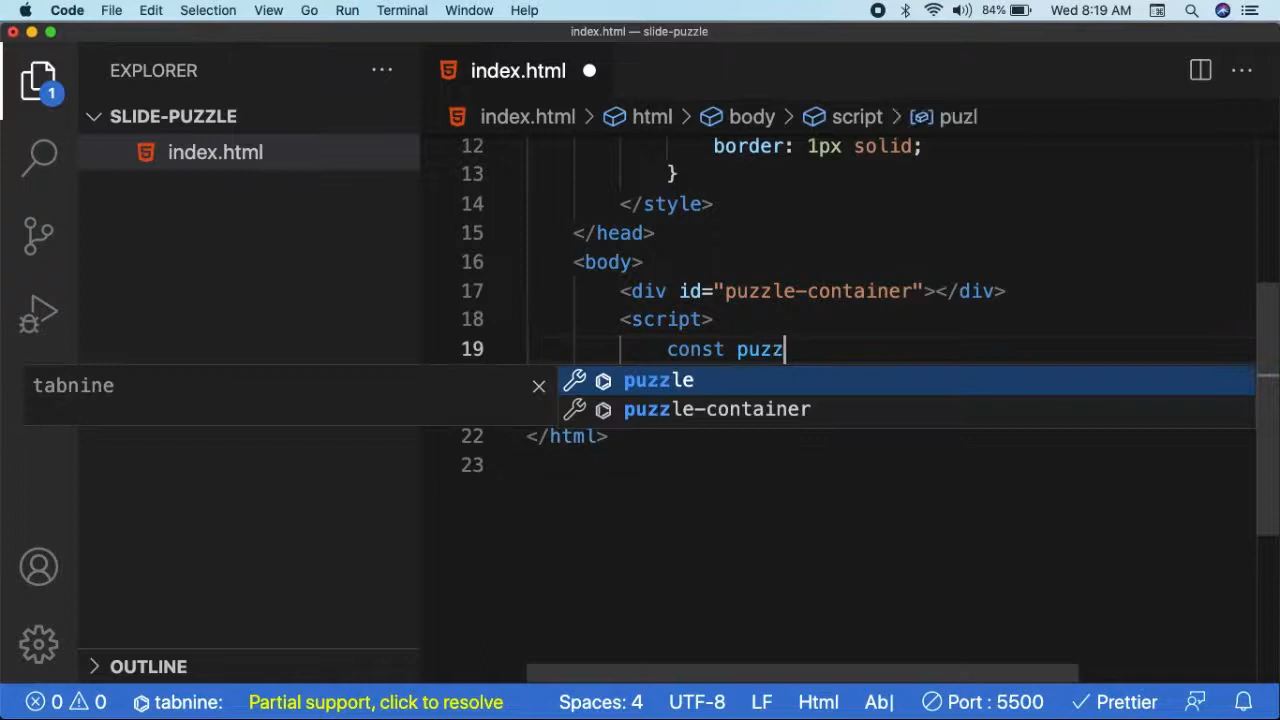 Code File Edit Selection View Go Run Terminal Window Help 84% Wed 8:19 AM
index.html — slide-puzzle
EXPLORER ···
index.html
1
SLIDE-PUZZLE
index.html
index.html > html > body > script > puzl
12 border: 1px solid;
13 }
14 </style>
15 </head>
16 <body>
17 <div id="puzzle-container"></div>
18 <script>
19 const puzz
tabnine
puzzle
puzzle-container
22 </html>
23
OUTLINE
0 0 tabnine: Partial support, click to resolve Spaces: 4 UTF-8 LF Html Ab| Port : 5500 Prettier